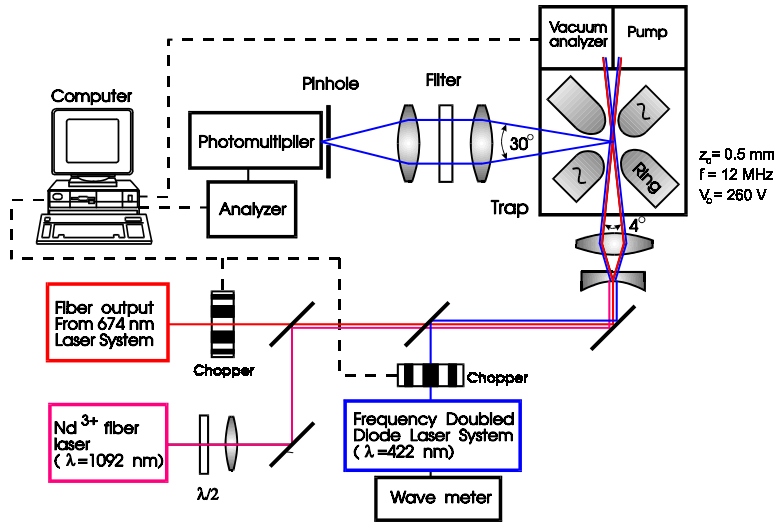 Vacuum
analyzer
Pump
Pinhole
Filter
Computer
Photomultiplier
30°
Ring
z₀= 0.5 mm
f = 12 MHz
V₀= 260 V
Analyzer
Trap
4°
Fiber output
From 674 nm
Laser System
Chopper
Chopper
Nd 3+ fiber
laser
( λ=1092 nm)
λ/2
Frequency Doubled
Diode Laser System
( λ=422 nm)
Wave meter